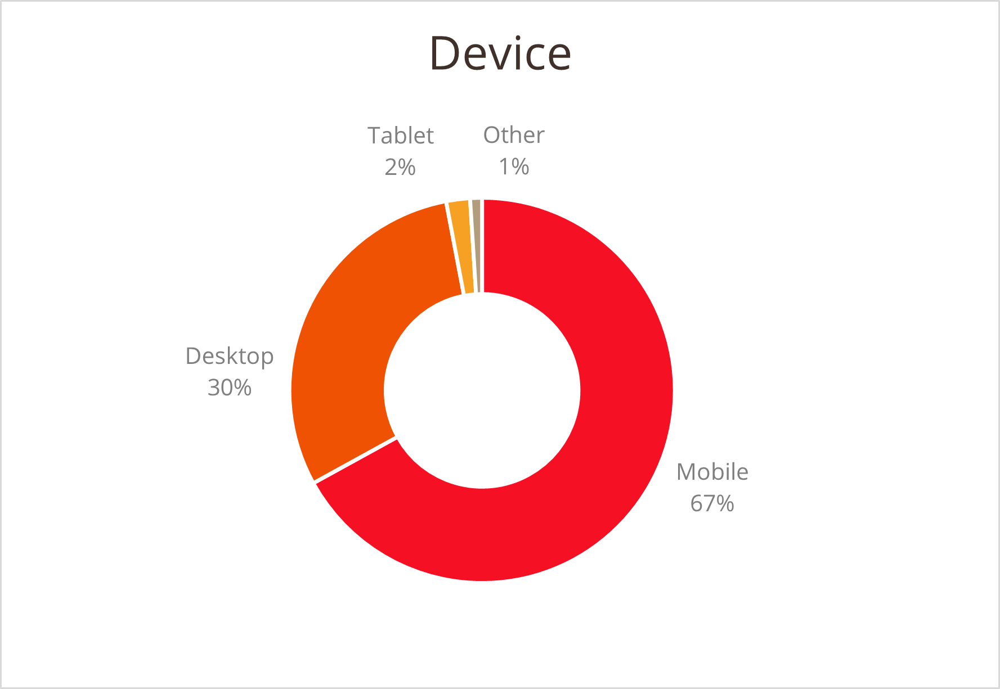 Device
Tablet
2%
Other
1%
Desktop
30%
Mobile
67%